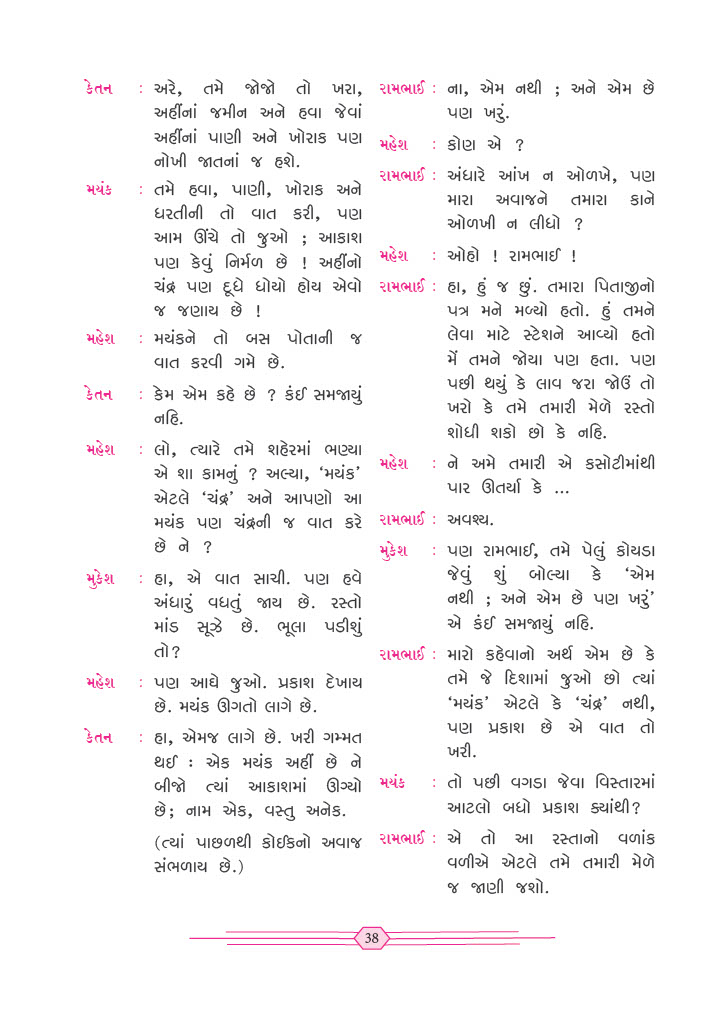 કેતન : અરે, તમે જોજો તો ખરા,
અહીંનાં જમીન અને હવા જેવાં
અહીંનાં પાણી અને ખોરાક પણ
નોખી જાતનાં જ હશે.
મયંક : તમે હવા, પાણી, ખોરાક અને
ધરતીની તો વાત કરી, પણ
આમ ઊંચે તો જુઓ ; આકાશ
પણ કેવું નિર્મળ છે ! અહીંનો
ચંદ્ર પણ દૂધે ધોયો હોય એવો
જ જણાય છે !
મહેશ : મયંકને તો બસ પોતાની જ
વાત કરવી ગમે છે.
કેતન : કેમ એમ કહે છે ? કંઈ સમજાયું
નહિ.
મહેશ : લો, ત્યારે તમે શહેરમાં ભણ્યા
એ શા કામનું ? અલ્યા, ‘મયંક’
એટલે ‘ચંદ્ર’ અને આપણો આ
મયંક પણ ચંદ્રની જ વાત કરે
છે ને ?
મુકેશ : હા, એ વાત સાચી. પણ હવે
અંધારું વધતું જાય છે. રસ્તો
માંડ સૂઝે છે. ભૂલા પડીશું
તો?
મહેશ : પણ આઘે જુઓ. પ્રકાશ દેખાય
છે. મયંક ઊગતો લાગે છે.
કેતન : હા, એમજ લાગે છે. ખરી ગમ્મત
થઈ : એક મયંક અહીં છે ને
બીજો ત્યાં આકાશમાં ઊગ્યો
છે; નામ એક, વસ્તુ અનેક.
(ત્યાં પાછળથી કોઈકનો અવાજ
સંભળાય છે.)
રામભાઈ : ના, એમ નથી ; અને એમ છે
પણ ખરું.
મહેશ : કોણ એ ?
રામભાઈ : અંધારે આંખ ન ઓળખે, પણ
મારા અવાજને તમારા કાને
ઓળખી ન લીધો ?
મહેશ : ઓહો ! રામભાઈ !
રામભાઈ : હા, હું જ છું. તમારા પિતાજીનો
પત્ર મને મળ્યો હતો. હું તમને
લેવા માટે સ્ટેશને આવ્યો હતો
મેં તમને જોયા પણ હતા. પણ
પછી થયું કે લાવ જરા જોઉં તો
ખરો કે તમે તમારી મેળે રસ્તો
શોધી શકો છો કે નહિ.
મહેશ : ને અમે તમારી એ કસોટીમાંથી
પાર ઊતર્યા કે ...
રામભાઈ : અવશ્ય.
મુકેશ : પણ રામભાઈ, તમે પેલું કોયડા
જેવું શું બોલ્યા કે ‘એમ
નથી ; અને એમ છે પણ ખરું’
એ કંઈ સમજાયું નહિ.
રામભાઈ : મારો કહેવાનો અર્થ એમ છે કે
તમે જે દિશામાં જુઓ છો ત્યાં
‘મયંક’ એટલે કે ‘ચંદ્ર’ નથી,
પણ પ્રકાશ છે એ વાત તો
ખરી.
મયંક : તો પછી વગડા જેવા વિસ્તારમાં
આટલો બધો પ્રકાશ ક્યાંથી?
રામભાઈ : એ તો આ રસ્તાનો વળાંક
વળીએ એટલે તમે તમારી મેળે
જ જાણી જશો.
38